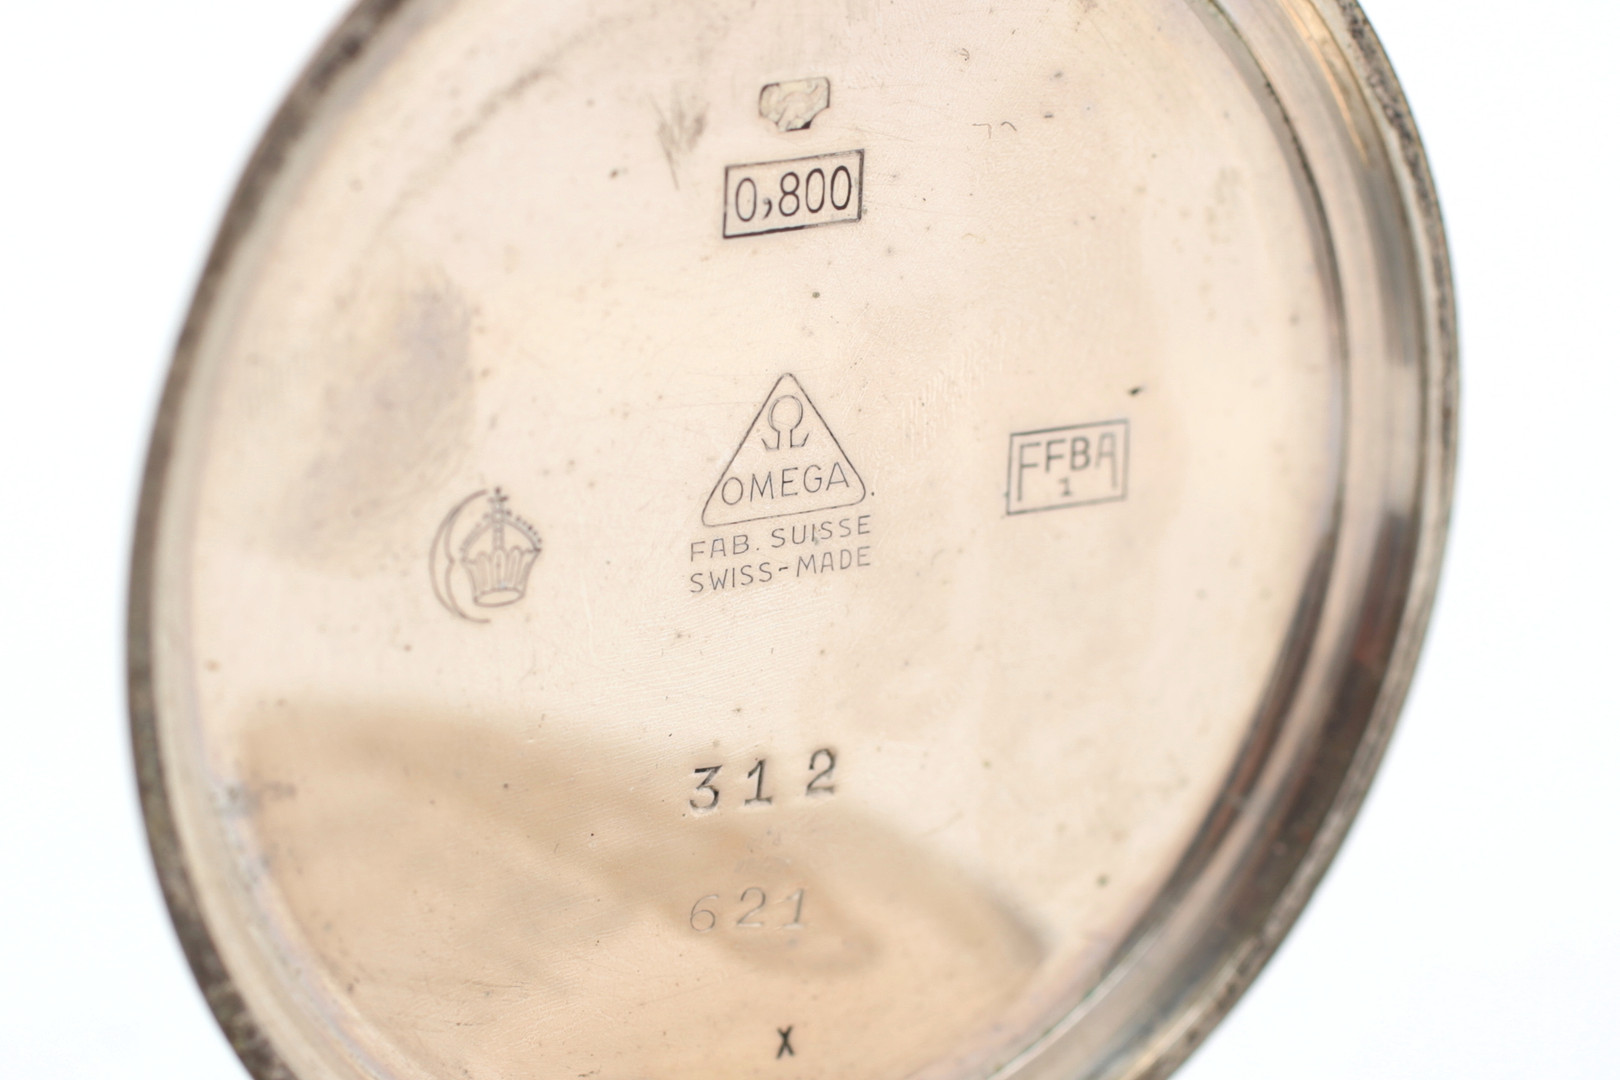 0,800
Ω
OMEGA
FAB. SUISSE
SWISS-MADE
FFBA
1
312
621
X